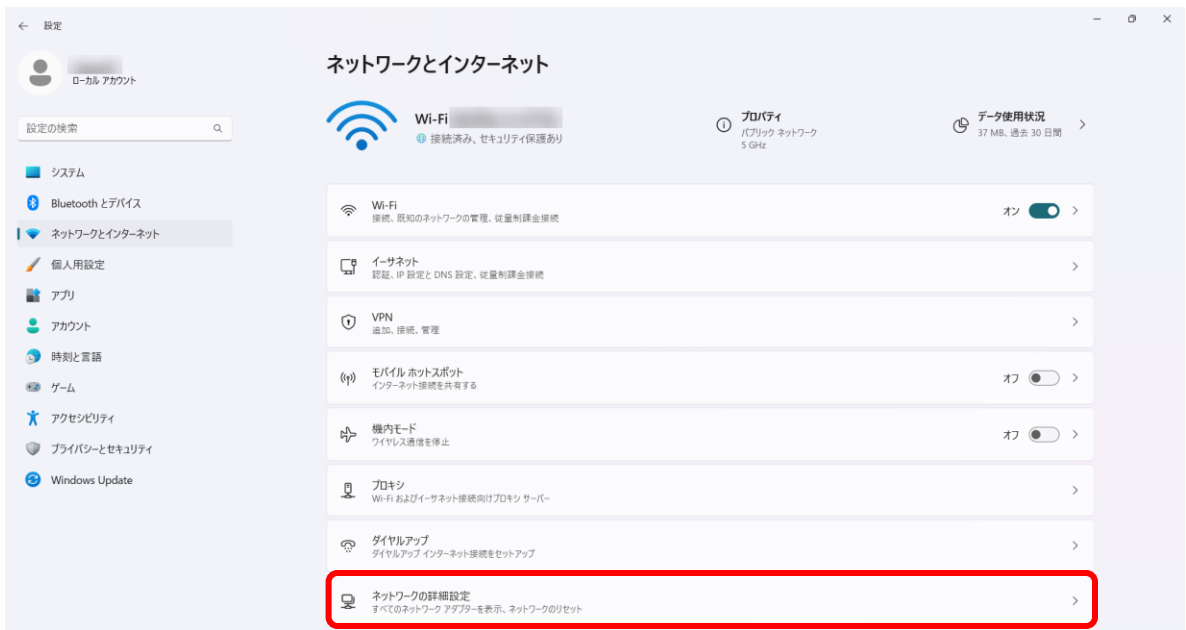 設定
ローカル アカウント
設定の検索
システム
Bluetooth とデバイス
ネットワークとインターネット
個人用設定
アプリ
アカウント
時刻と言語
ゲーム
アクセシビリティ
プライバシーとセキュリティ
Windows Update
ネットワークとインターネット
Wi-Fi
接続済み、セキュリティ保護あり
プロパティ
パブリック ネットワーク
5 GHz
データ使用状況
37 MB、過去 30 日間
Wi-Fi
接続、既知のネットワークの管理、従量制課金接続
オン
イーサネット
認証、IP 設定と DNS 設定、従量制課金接続
VPN
追加、接続、管理
モバイル ホットスポット
インターネット接続を共有する
オフ
機内モード
ワイヤレス通信を停止
オフ
プロキシ
Wi-Fi およびイーサネット接続向けプロキシ サーバー
ダイヤルアップ
ダイヤルアップ インターネット接続をセットアップ
ネットワークの詳細設定
すべてのネットワーク アダプターを表示、ネットワークのリセット